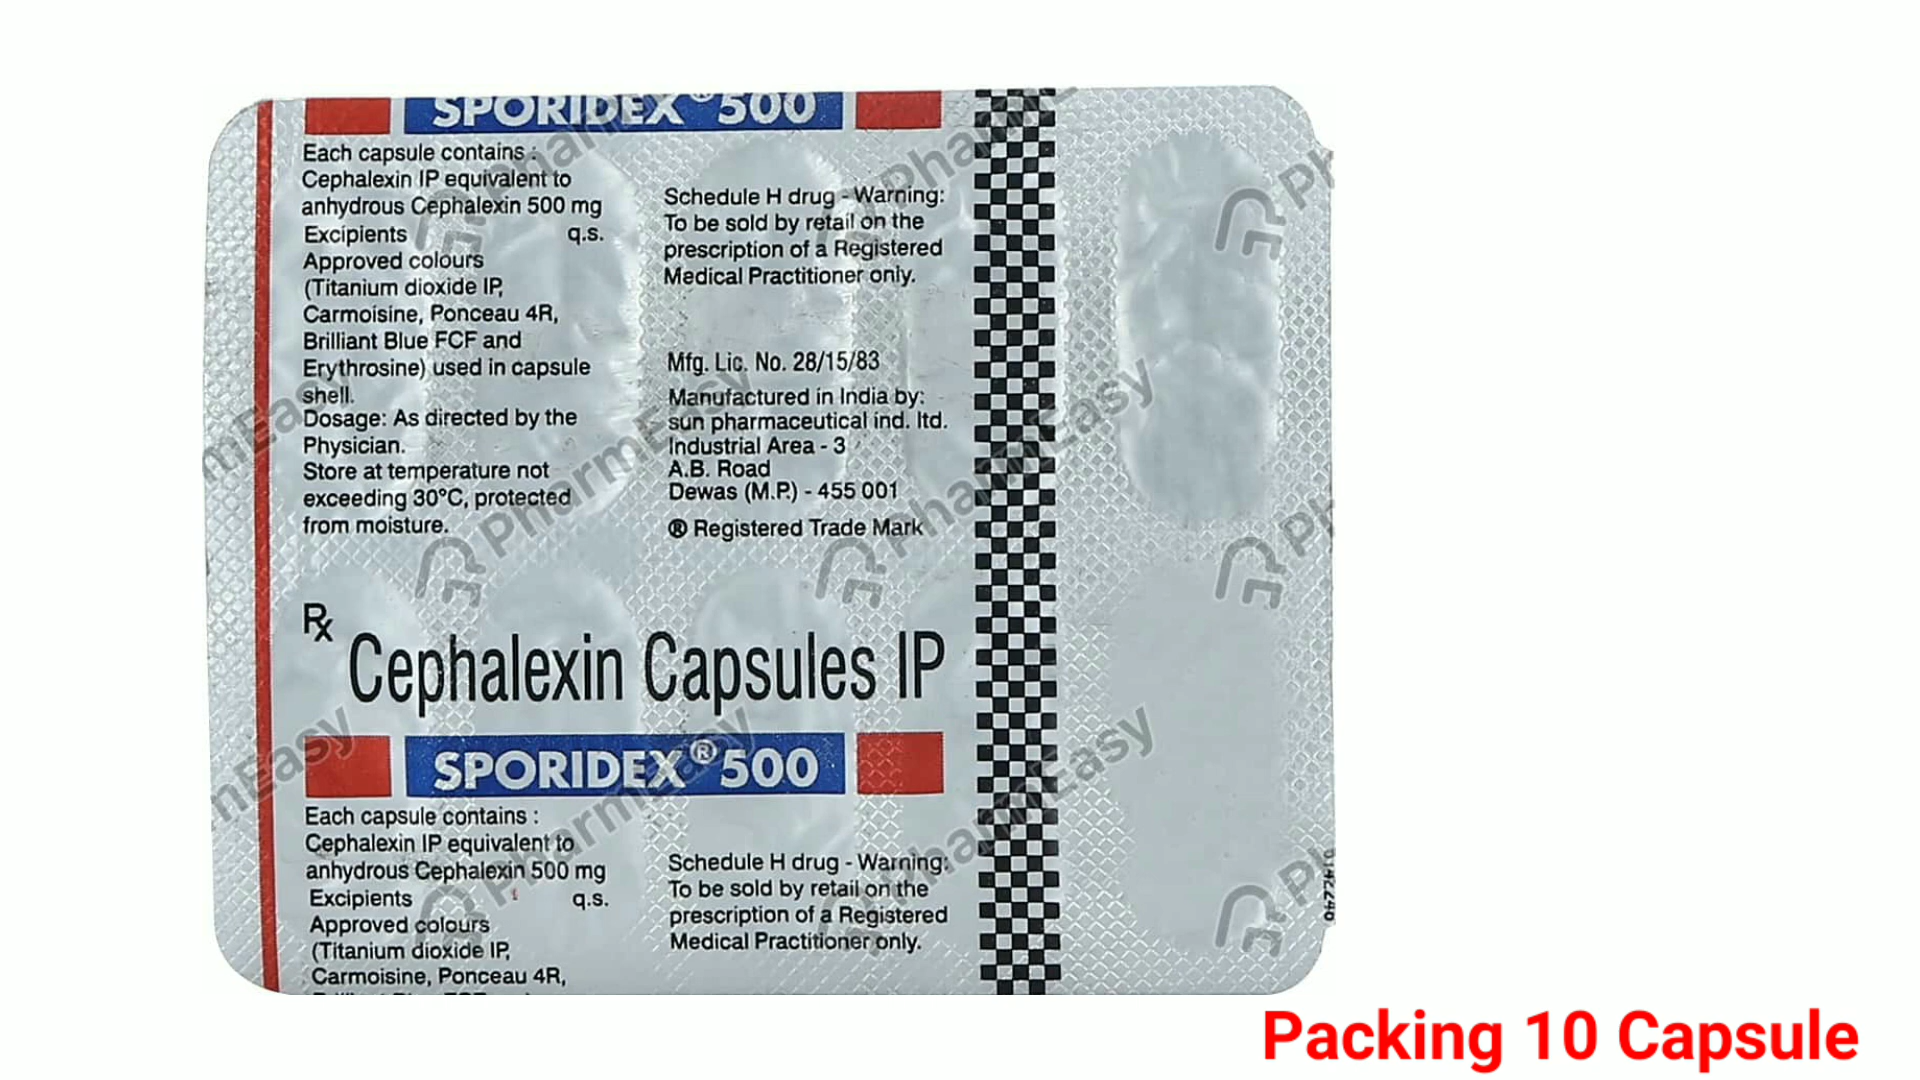 SPORIDEX® 500
Each capsule contains :
Cephalexin IP equivalent to
anhydrous Cephalexin 500 mg
Excipients q.s.
Approved colours
(Titanium dioxide IP,
Carmoisine, Ponceau 4R,
Brilliant Blue FCF and
Erythrosine) used in capsule
shell.
Dosage: As directed by the
Physician.
Store at temperature not
exceeding 30°C, protected
from moisture.
Schedule H drug - Warning:
To be sold by retail on the
prescription of a Registered
Medical Practitioner only.
Mfg. Lic. No. 28/15/83
Manufactured in India by:
sun pharmaceutical ind. ltd.
Industrial Area - 3
A.B. Road
Dewas (M.P.) - 455 001
® Registered Trade Mark
Rx
Cephalexin Capsules IP
SPORIDEX® 500
Each capsule contains :
Cephalexin IP equivalent to
anhydrous Cephalexin 500 mg
Excipients q.s.
Approved colours
(Titanium dioxide IP,
Carmoisine, Ponceau 4R,
Schedule H drug - Warning:
To be sold by retail on the
prescription of a Registered
Medical Practitioner only.
PharmEasy
PharmEasy
PharmEasy
PharmEasy
Packing 10 Capsule